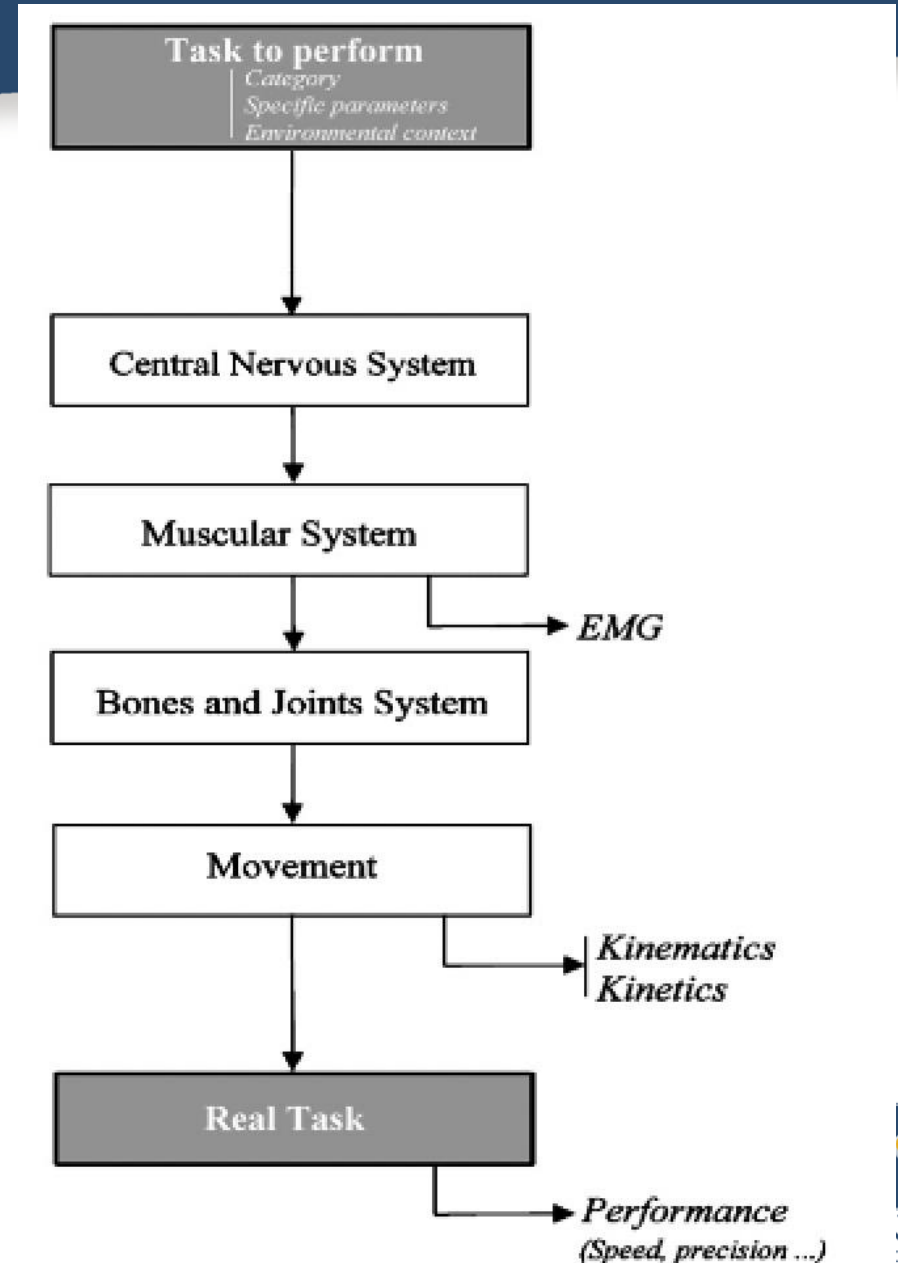 Task to perform
Category
Specific parameters
Environmental context
Central Nervous System
Muscular System
EMG
Bones and Joints System
Movement
Kinematics
Kinetics
Real Task
Performance
(Speed, precision ...)